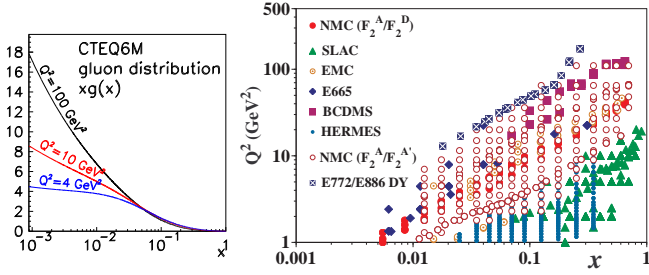 CTEQ6M
gluon distribution
xg(x)
Q²=100 GeV²
Q²=10 GeV²
Q²=4 GeV²
18
16
14
12
10
8
6
4
2
0
10⁻³
10⁻²
10⁻¹
1
x
Q² (GeV²)
500
100
10
1
0.001
0.01
0.1
1
x
NMC (F₂ᴬ/F₂ᴰ)
SLAC
EMC
E665
BCDMS
HERMES
NMC (F₂ᴬ/F₂ᴬ')
E772/E886 DY